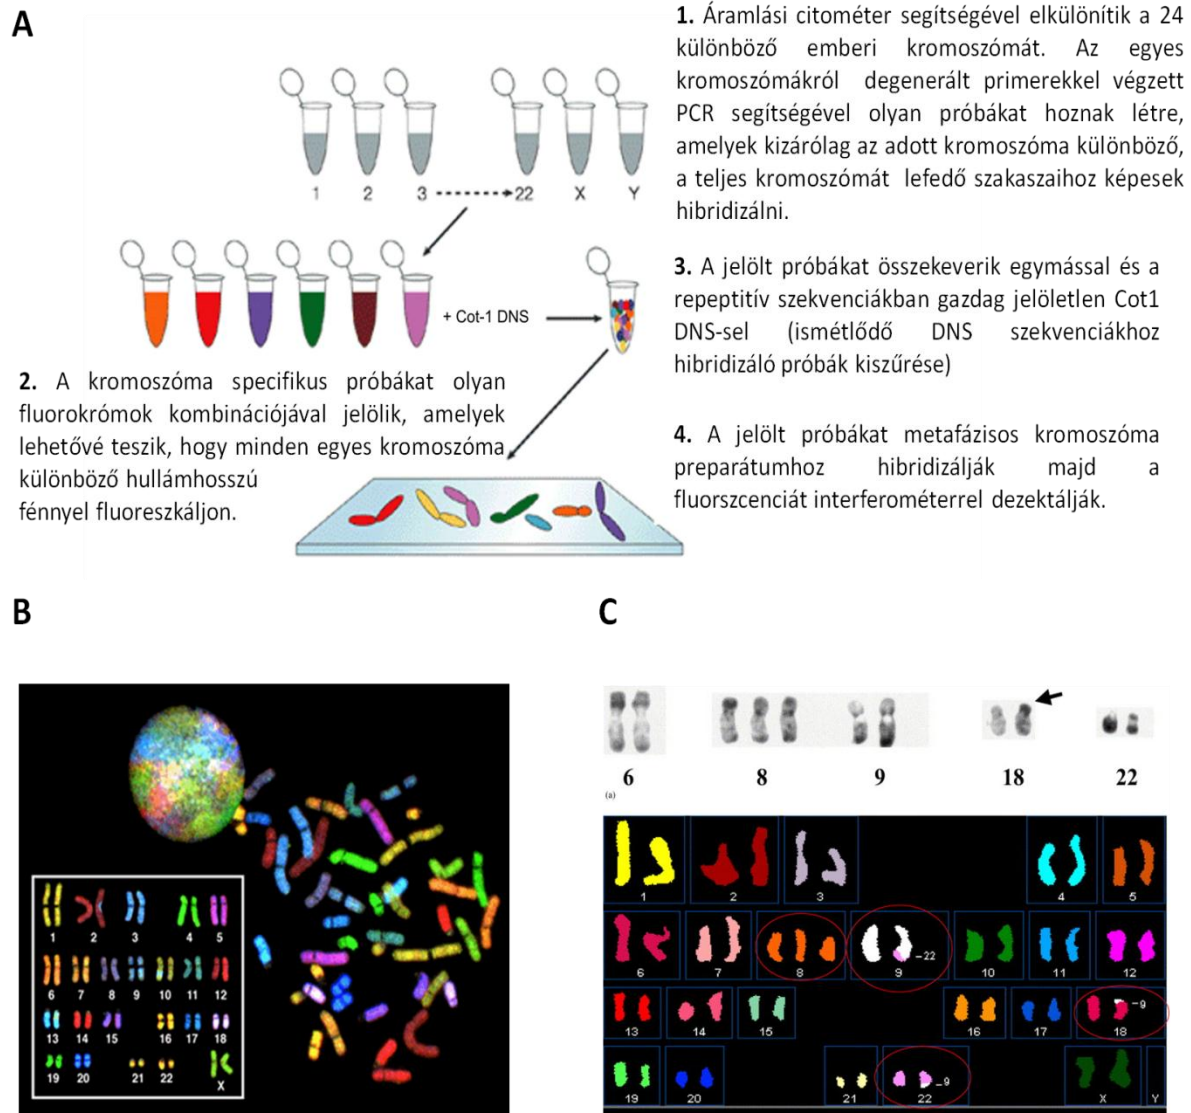 A
1. Áramlási citométer segítségével elkülönítik a 24
különböző emberi kromoszómát. Az egyes
kromoszómákról degenerált primerekkel végzett
PCR segítségével olyan próbákat hoznak létre,
amelyek kizárólag az adott kromoszóma különböző,
a teljes kromoszómát lefedő szakaszaihoz képesek
hibridizálni.
1 2 3 22 X Y
+ Cot-1 DNS
3. A jelölt próbákat összekeverik egymással és a
repeptitív szekvenciákban gazdag jelöletlen Cot1
DNS-sel (ismétlődő DNS szekvenciákhoz
hibridizáló próbák kiszűrése)
2. A kromoszóma specifikus próbákat olyan
fluorokrómok kombinációjával jelölik, amelyek
lehetővé teszik, hogy minden egyes kromoszóma
különböző hullámhosszú
fénnyel fluoreszkáljon.
4. A jelölt próbákat metafázisos kromoszóma
preparátumhoz hibridizálják majd a
fluorszcenciát interferométerrel dezektálják.
B
1 2 3 4 5
6 7 8 9 10 11 12
13 14 15 16 17 18
19 20 21 22 X
C
6 8 9 18 22
(a)
1 2 3 4 5
6 7 8 9 -22 10 11 12
13 14 15 16 17 18 -9
19 20 21 22 -9 X Y